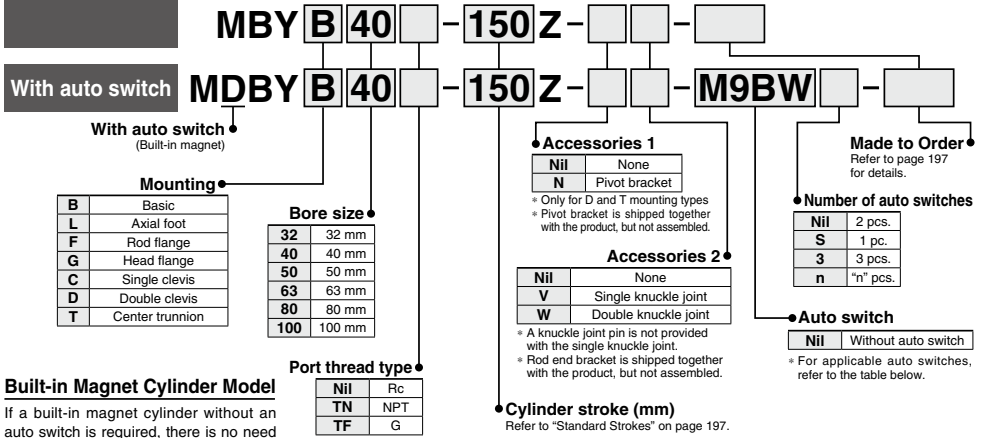 MBY B 40 - 150 Z -  -
With auto switch MDBY B 40 - 150 Z - - M9BW -
With auto switch
(Built-in magnet)
Mounting
B Basic
L Axial foot
F Rod flange
G Head flange
C Single clevis
D Double clevis
T Center trunnion
Bore size
32 32 mm
40 40 mm
50 50 mm
63 63 mm
80 80 mm
100 100 mm
Port thread type
Nil Rc
TN NPT
TF G
Built-in Magnet Cylinder Model
If a built-in magnet cylinder without an
auto switch is required, there is no need
Cylinder stroke (mm)
Refer to “Standard Strokes” on page 197.
Accessories 1
Nil None
N Pivot bracket
* Only for D and T mounting types
* Pivot bracket is shipped together
with the product, but not assembled.
Accessories 2
Nil None
V Single knuckle joint
W Double knuckle joint
* A knuckle joint pin is not provided
with the single knuckle joint.
* Rod end bracket is shipped together
with the product, but not assembled.
Made to Order
Refer to page 197
for details.
Number of auto switches
Nil 2 pcs.
S 1 pc.
3 3 pcs.
n “n” pcs.
Auto switch
Nil Without auto switch
* For applicable auto switches,
refer to the table below.